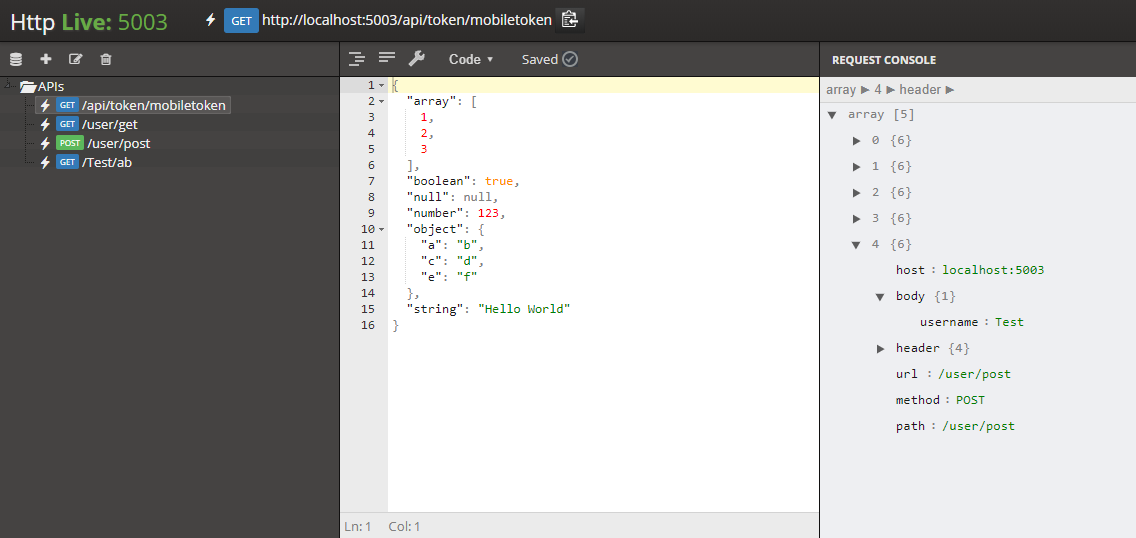 Http Live: 5003
GET http://localhost:5003/api/token/mobiletoken
APIs
GET /api/token/mobiletoken
GET /user/get
POST /user/post
GET /Test/ab
Code ▾ Saved
1 {
2 "array": [
3 1,
4 2,
5 3
6 ],
7 "boolean": true,
8 "null": null,
9 "number": 123,
10 "object": {
11 "a": "b",
12 "c": "d",
13 "e": "f"
14 },
15 "string": "Hello World"
16 }
Ln: 1 Col: 1
REQUEST CONSOLE
array ▶ 4 ▶ header ▶
▼ array [5]
▶ 0 {6}
▶ 1 {6}
▶ 2 {6}
▶ 3 {6}
▼ 4 {6}
host : localhost:5003
▼ body {1}
username : Test
▶ header {4}
url : /user/post
method : POST
path : /user/post